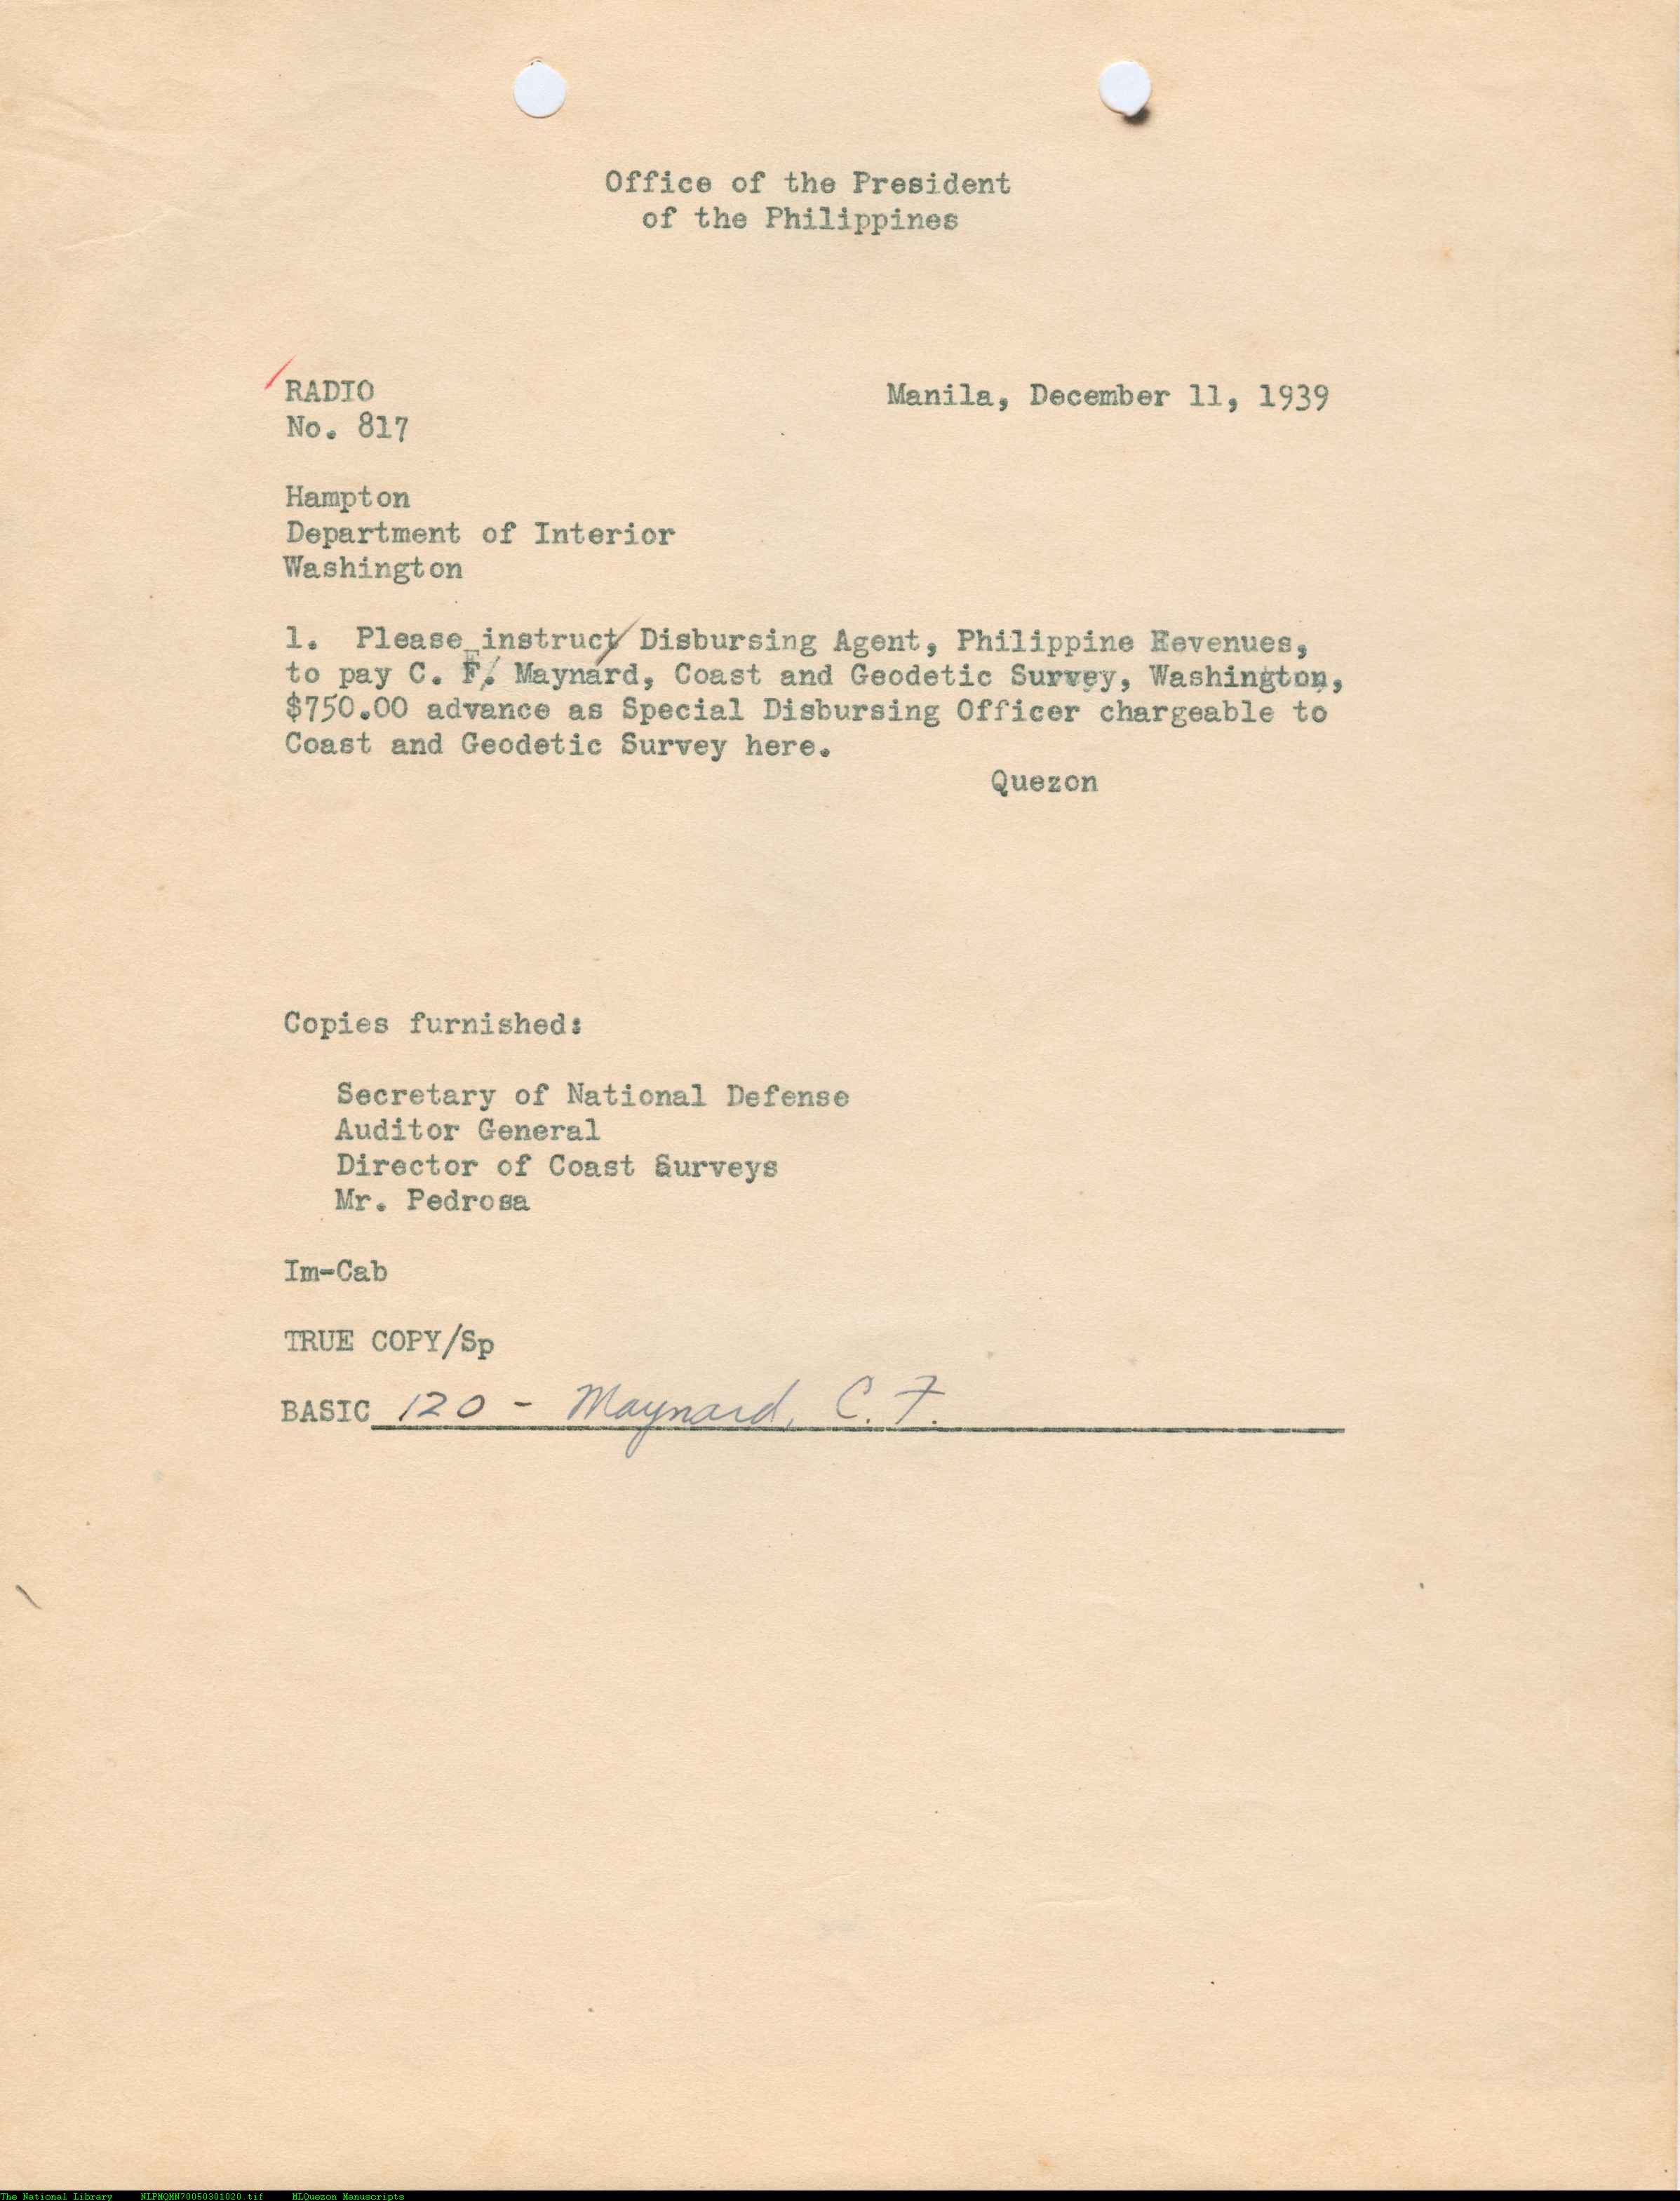 Office of the President
of the Philippines
RADIO
No. 817
Manila, December 11, 1939
Hampton
Department of Interior
Washington
1. Please instruct Disbursing Agent, Philippine Revenues,
to pay C. F. Maynard, Coast and Geodetic Survey, Washington,
$750.00 advance as Special Disbursing Officer chargeable to
Coast and Geodetic Survey here.
Quezon
Copies furnished:
Secretary of National Defense
Auditor General
Director of Coast Surveys
Mr. Pedrosa
Im-Cab
TRUE COPY/Sp
BASIC 120 - Maynard, C. F.
The National Library NLPMQMN70050301020.tif MLQuezon Manuscripts